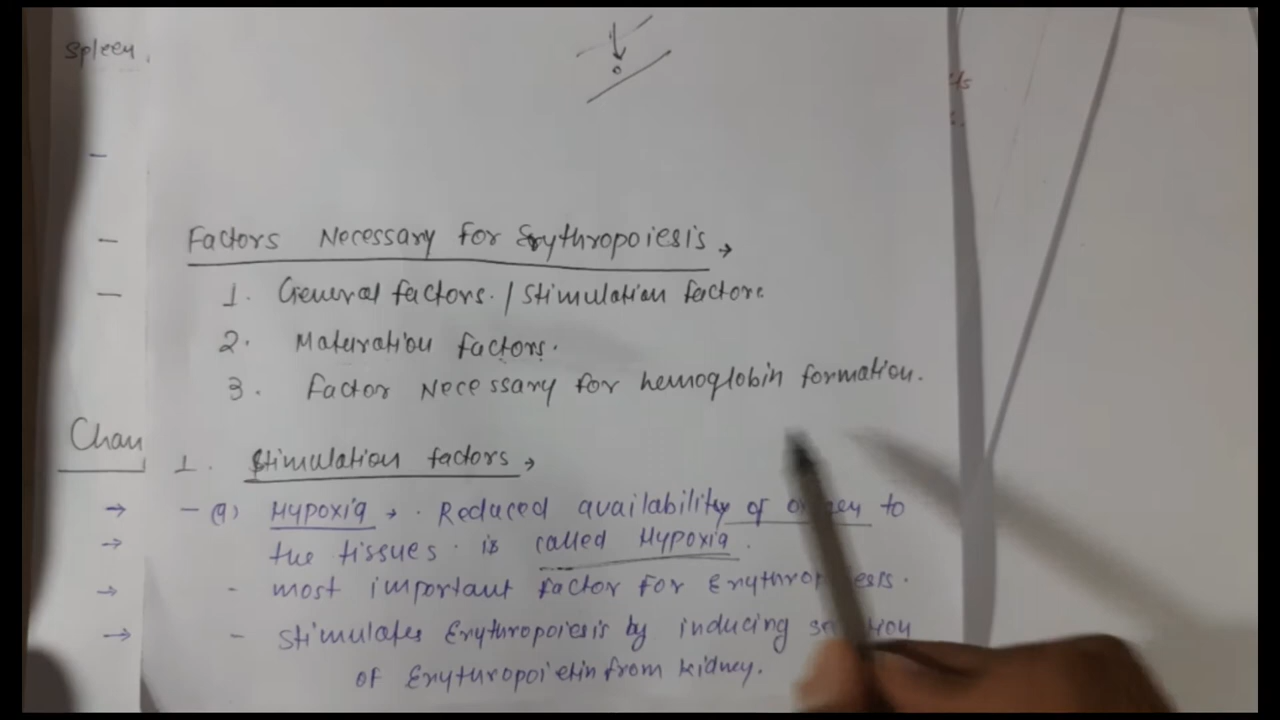 Spleen.
Factors Necessary for Erythropoiesis →
1. General factors. / Stimulation factors.
2. Maturation factors.
3. Factor Necessary for hemoglobin formation.
Chan
1. Stimulation factors →
- (a) Hypoxia → . Reduced availability of to
the tissues is called Hypoxia.
- most important factor for
- Stimulates Erythropoiesis by inducing
of Erythropoietin from kidney.